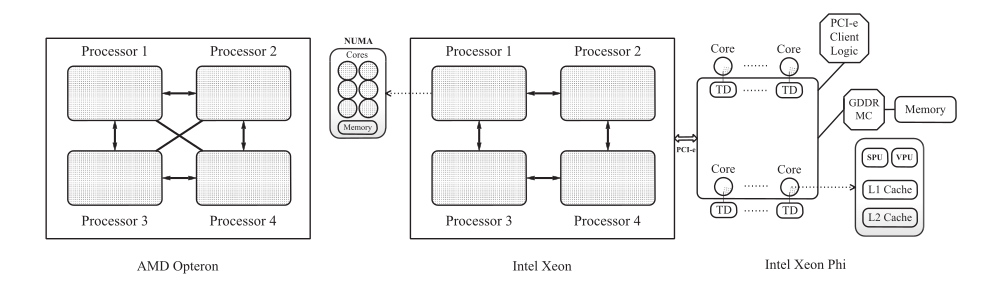 Processor 1
Processor 2
Processor 3
Processor 4
AMD Opteron
NUMA
Cores
Memory
Processor 1
Processor 2
Processor 3
Processor 4
Intel Xeon
PCI-e
Core
Core
TD
TD
Core
Core
TD
TD
PCI-e
Client
Logic
GDDR
MC
Memory
SPU
VPU
L1 Cache
L2 Cache
Intel Xeon Phi